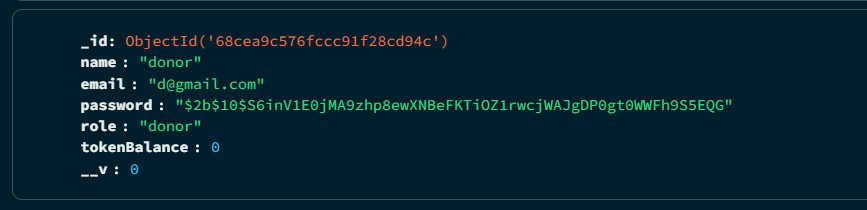 _id: ObjectId('68cea9c576fccc91f28cd94c')
name : "donor"
email : "d@gmail.com"
password : "$2b$10$S6inV1E0jMA9zhp8ewXNBeFKTiOZ1rwcjWAJgDP0gt0WWFh9S5EQG"
role : "donor"
tokenBalance : 0
__v : 0